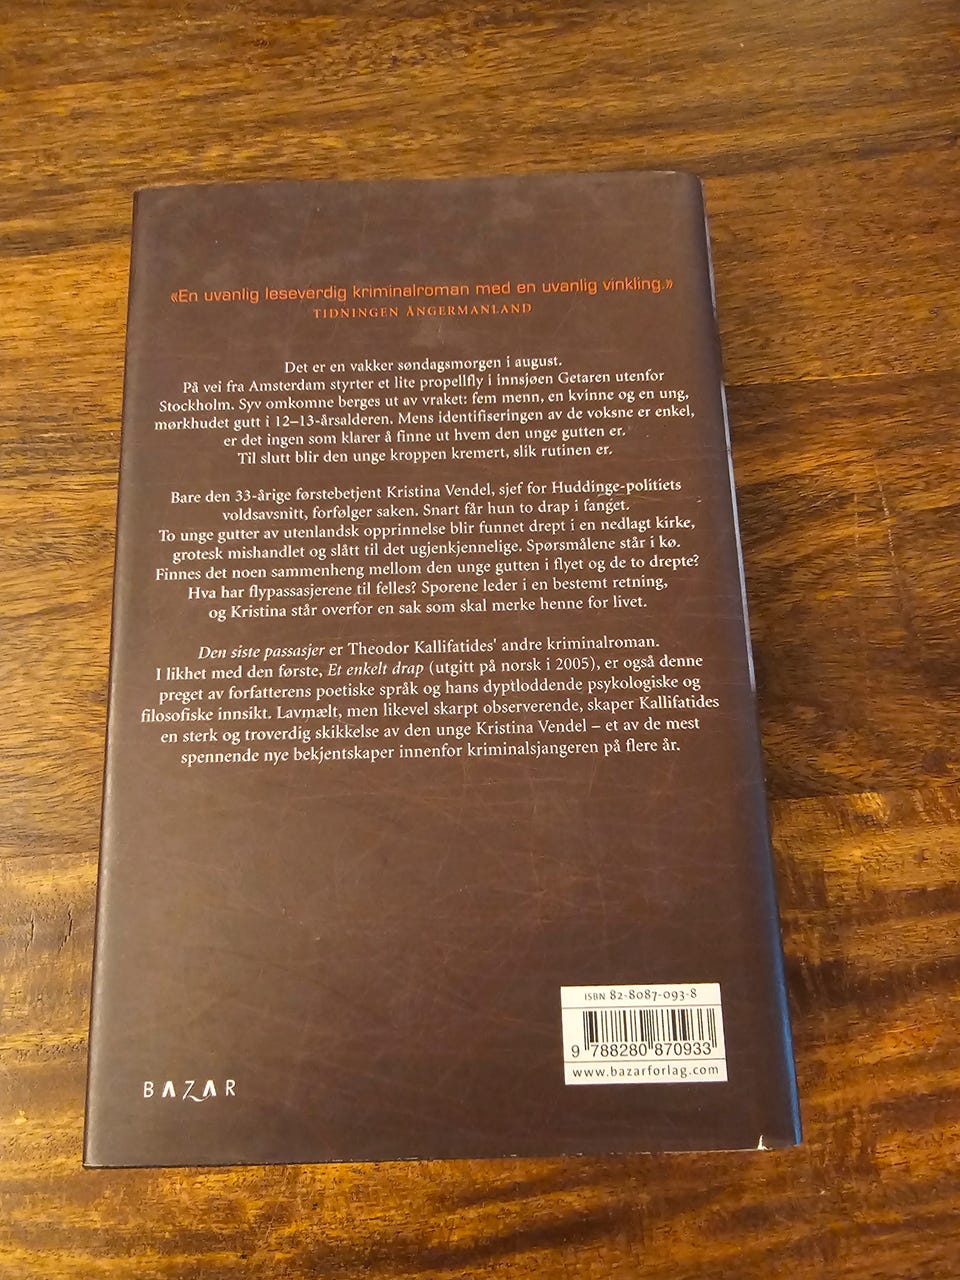 «En uvanlig leseverdig kriminalroman med en uvanlig vinkling.»
TIDNINGEN ÅNGERMANLAND
Det er en vakker søndagsmorgen i august.
På vei fra Amsterdam styrter et lite propellfly i innsjøen Getaren utenfor
Stockholm. Syv omkomne berges ut av vraket: fem menn, en kvinne og en ung,
mørkhudet gutt i 12–13-årsalderen. Mens identifiseringen av de voksne er enkel,
er det ingen som klarer å finne ut hvem den unge gutten er.
Til slutt blir den unge kroppen kremert, slik rutinen er.
Bare den 33-årige førstebetjent Kristina Vendel, sjef for Huddinge-politiets
voldsavsnitt, forfølger saken. Snart får hun to drap i fanget.
To unge gutter av utenlandsk opprinnelse blir funnet drept i en nedlagt kirke,
grotesk mishandlet og slått til det ugjenkjennelige. Spørsmålene står i kø.
Finnes det noen sammenheng mellom den unge gutten i flyet og de to drepte?
Hva har flypassasjerene til felles? Sporene leder i en bestemt retning,
og Kristina står overfor en sak som skal merke henne for livet.
Den siste passasjer er Theodor Kallifatides' andre kriminalroman.
I likhet med den første, Et enkelt drap (utgitt på norsk i 2005), er også denne
preget av forfatterens poetiske språk og hans dyptloddende psykologiske og
filosofiske innsikt. Lavmælt, men likevel skarpt observerende, skaper Kallifatides
en sterk og troverdig skikkelse av den unge Kristina Vendel – et av de mest
spennende nye bekjentskaper innenfor kriminalsjangeren på flere år.
ISBN 82-8087-093-8
9 788280 870933
www.bazarforlag.com
BAZAR